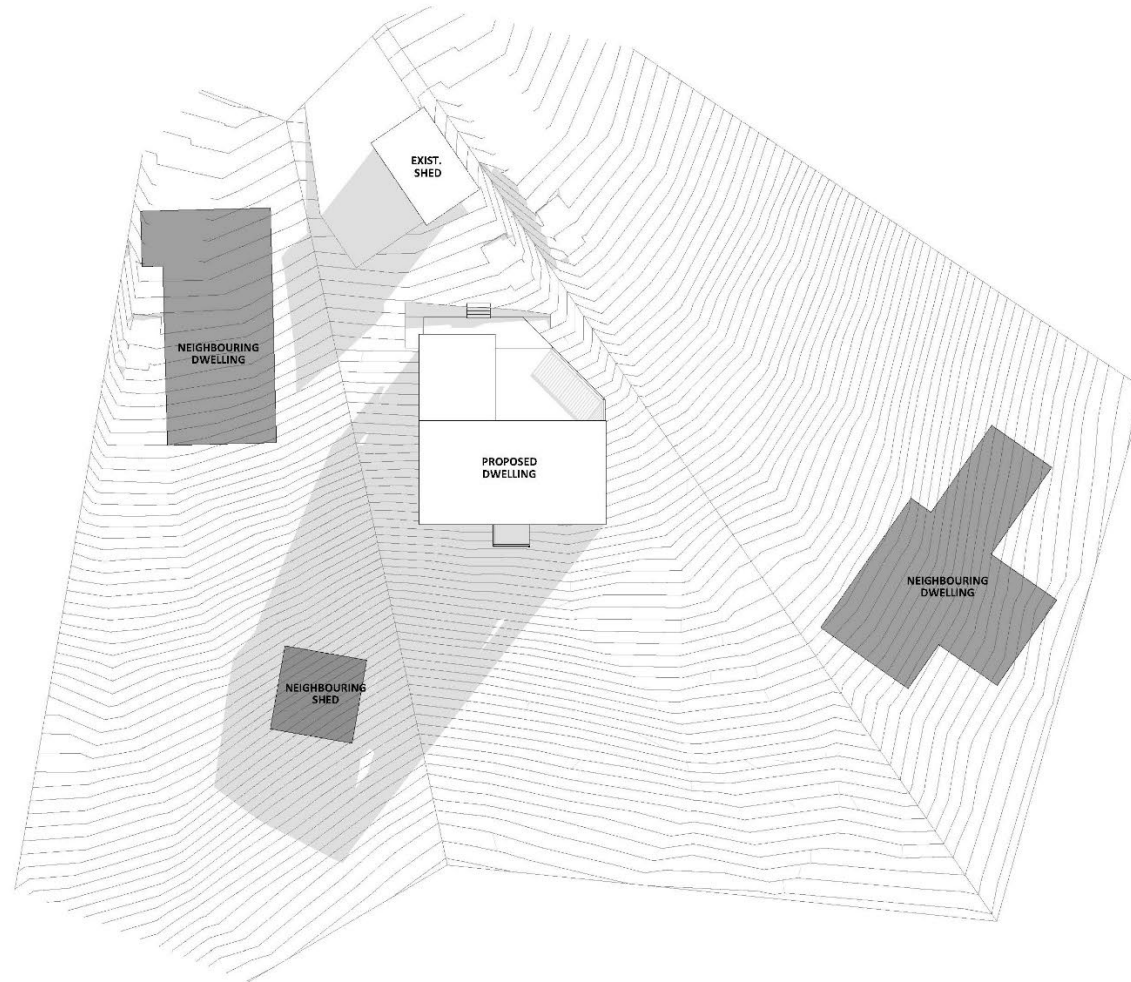 EXIST.
SHED
NEIGHBOURING
DWELLING
PROPOSED
DWELLING
NEIGHBOURING
DWELLING
NEIGHBOURING
SHED